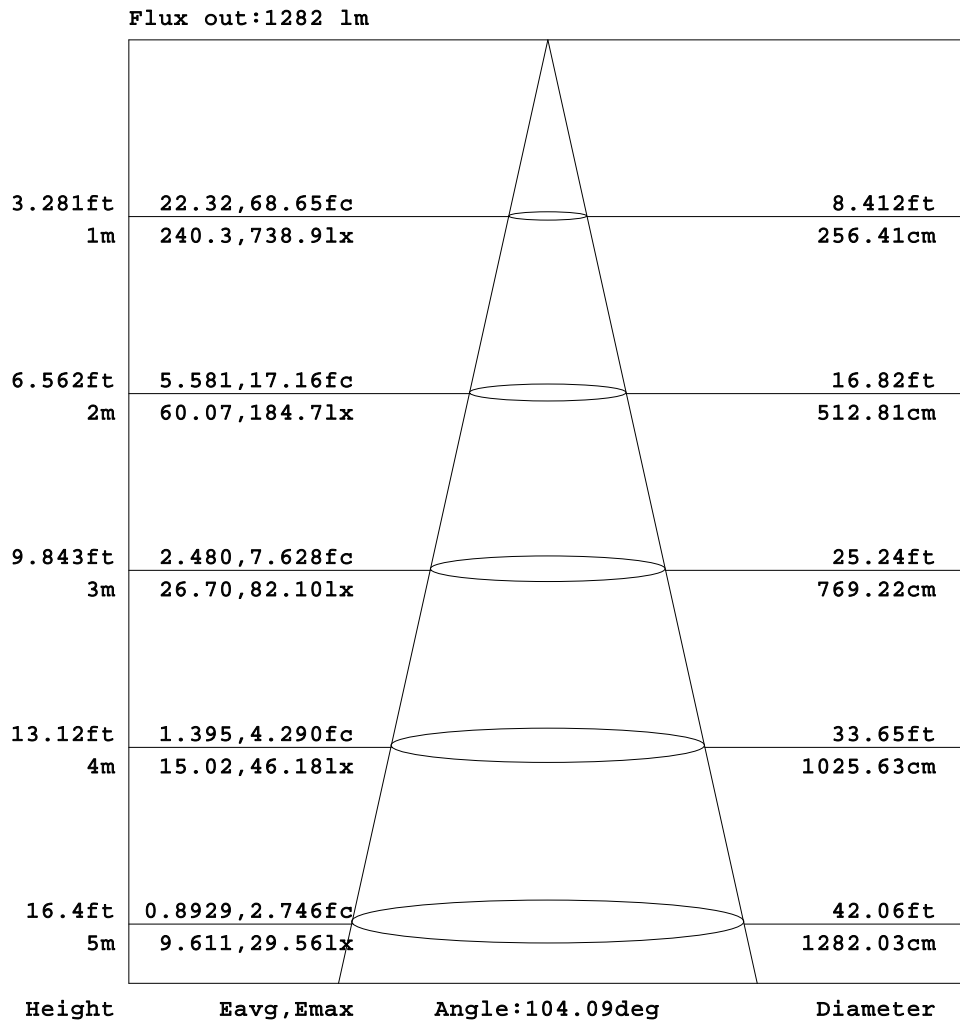 Flux out:1282 lm
3.281ft 22.32,68.65fc 8.412ft
1m 240.3,738.9lx 256.41cm
6.562ft 5.581,17.16fc 16.82ft
2m 60.07,184.7lx 512.81cm
9.843ft 2.480,7.628fc 25.24ft
3m 26.70,82.10lx 769.22cm
13.12ft 1.395,4.290fc 33.65ft
4m 15.02,46.18lx 1025.63cm
16.4ft 0.8929,2.746fc 42.06ft
5m 9.611,29.56lx 1282.03cm
Height Eavg,Emax Angle:104.09deg Diameter